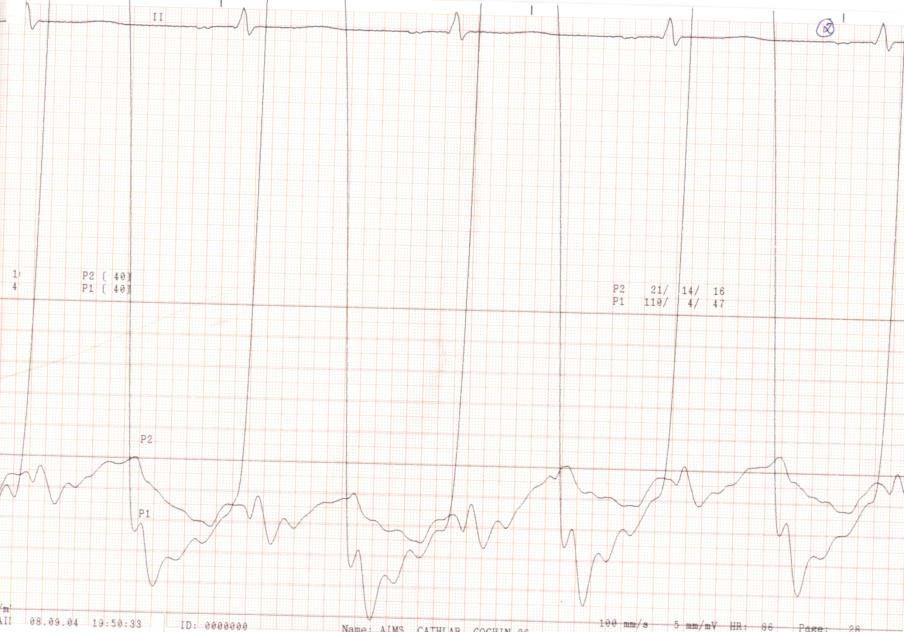 II
P2 [ 40]
4 P1 [ 40]
P2 21/ 14/ 16
P1 110/ 4/ 47
P2
P1
08.09.04 19:50:33 ID: 0000000 Name: AIMS CATHLAB, COCHIN 100 mm/s 5 mm/mV HR: 86 Page: 28